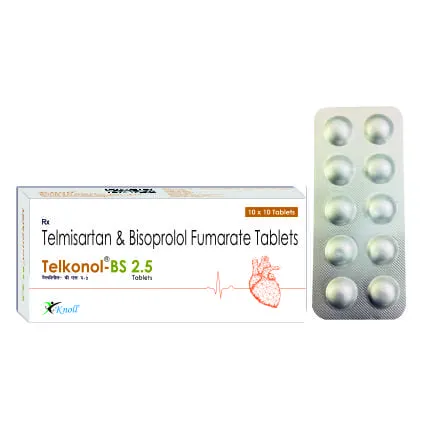 10 x 10 Tablets
Rx
Telmisartan & Bisoprolol Fumarate Tablets
Telkonol®-BS 2.5
Tablets
Knoll